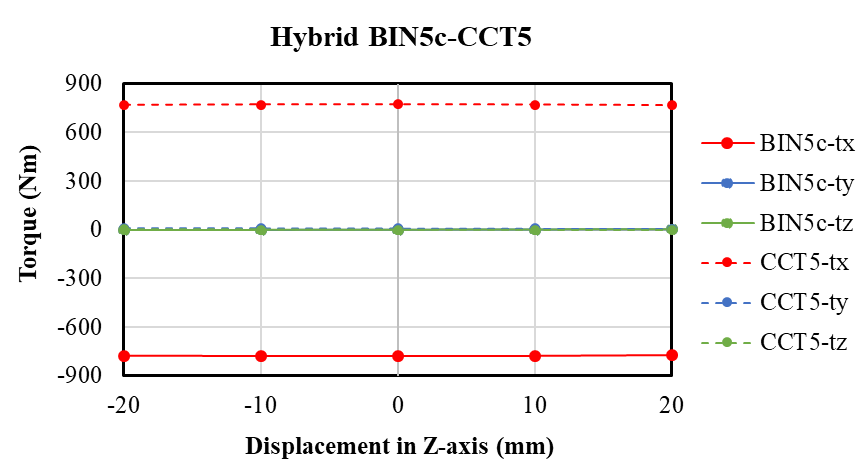 Hybrid BIN5c-CCT5
900
600
300
0
-300
-600
-900
-20 -10 0 10 20
Torque (Nm)
Displacement in Z-axis (mm)
BIN5c-tx
BIN5c-ty
BIN5c-tz
CCT5-tx
CCT5-ty
CCT5-tz